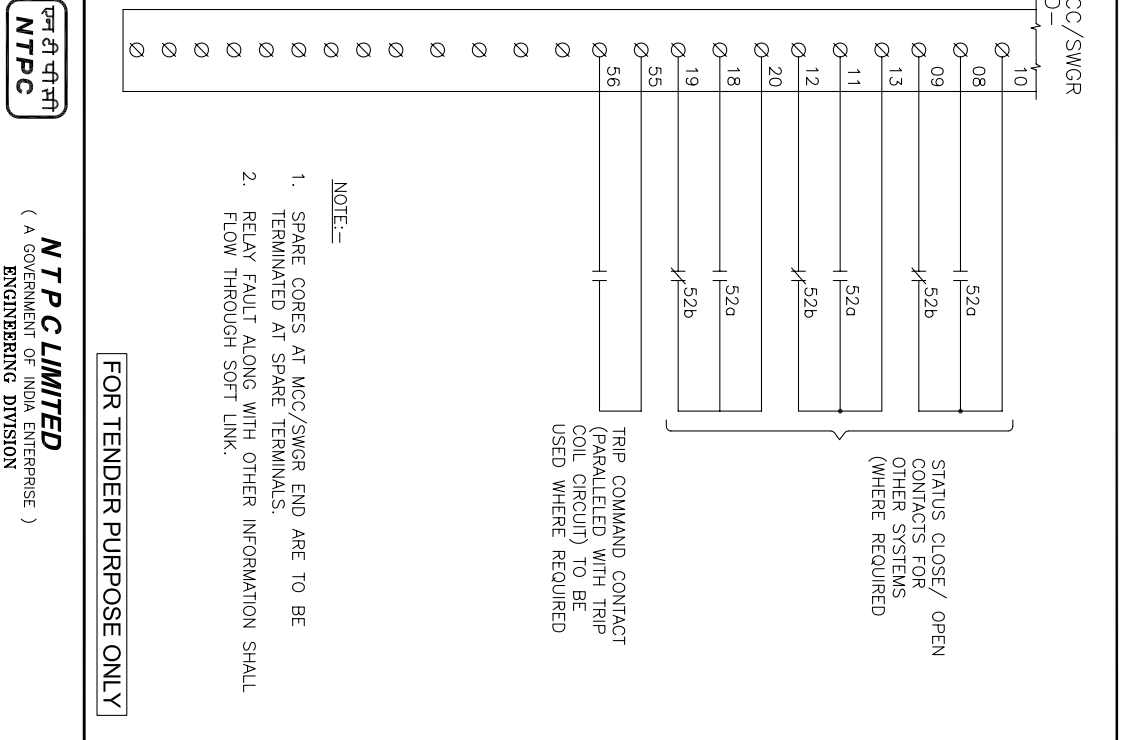 CC/SWGR
D-
10
08
09
13
11
12
20
18
19
55
56
52a
52b
52a
52b
52a
52b
STATUS CLOSE/ OPEN
CONTACTS FOR
OTHER SYSTEMS
(WHERE REQUIRED
TRIP COMMAND CONTACT
(PARALLELED WITH TRIP
COIL CIRCUIT) TO BE
USED WHERE REQUIRED
NOTE:-
1. SPARE CORES AT MCC/SWGR END ARE TO BE
TERMINATED AT SPARE TERMINALS.
2. RELAY FAULT ALONG WITH OTHER INFORMATION SHALL
FLOW THROUGH SOFT LINK.
FOR TENDER PURPOSE ONLY
एन टी पी सी
NTPC
N T P C LIMITED
( A GOVERNMENT OF INDIA ENTERPRISE )
ENGINEERING DIVISION